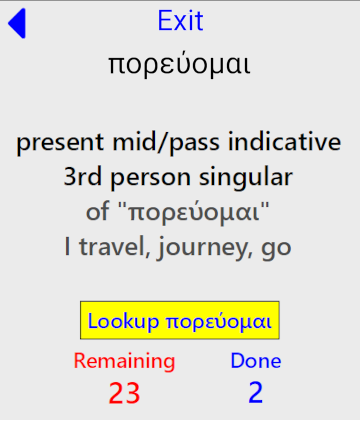 Exit
πορεύομαι
present mid/pass indicative
3rd person singular
of "πορεύομαι"
I travel, journey, go
Lookup πορεύομαι
Remaining Done
23 2